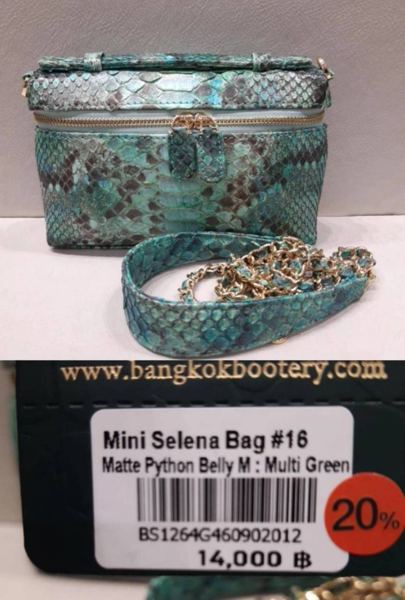 www.bangkokbootery.com
Mini Selena Bag #16
Matte Python Belly M : Multi Green
BS1264G460902012
14,000 ฿
20%